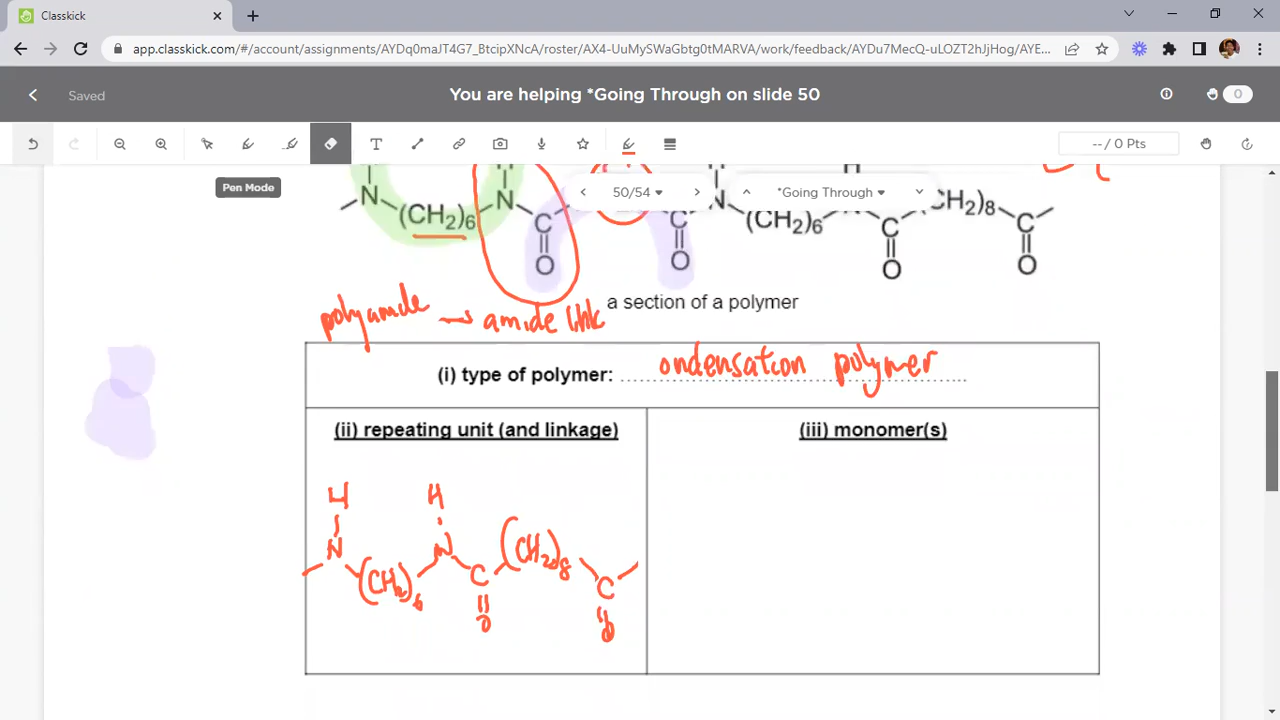 Classkick
app.classkick.com/#/account/assignments/AYDq0maJT4G7_BtcipXNcA/roster/AX4-UuMySWaGbtg0tMARVA/work/feedback/AYDu7MecQ-uLOZT2hJjHog/AYE...
Saved
You are helping *Going Through on slide 50
0
T
-- / 0 Pts
Pen Mode
50/54
*Going Through
N (CH2)6 N C C N (CH2)6 N C (CH2)8 C
O O O O
a section of a polymer
polyamide → amide link
(i) type of polymer: ondensation polymer
(ii) repeating unit (and linkage)
(iii) monomer(s)
H H
N (CH2)6 N C (CH2)8 C
O O